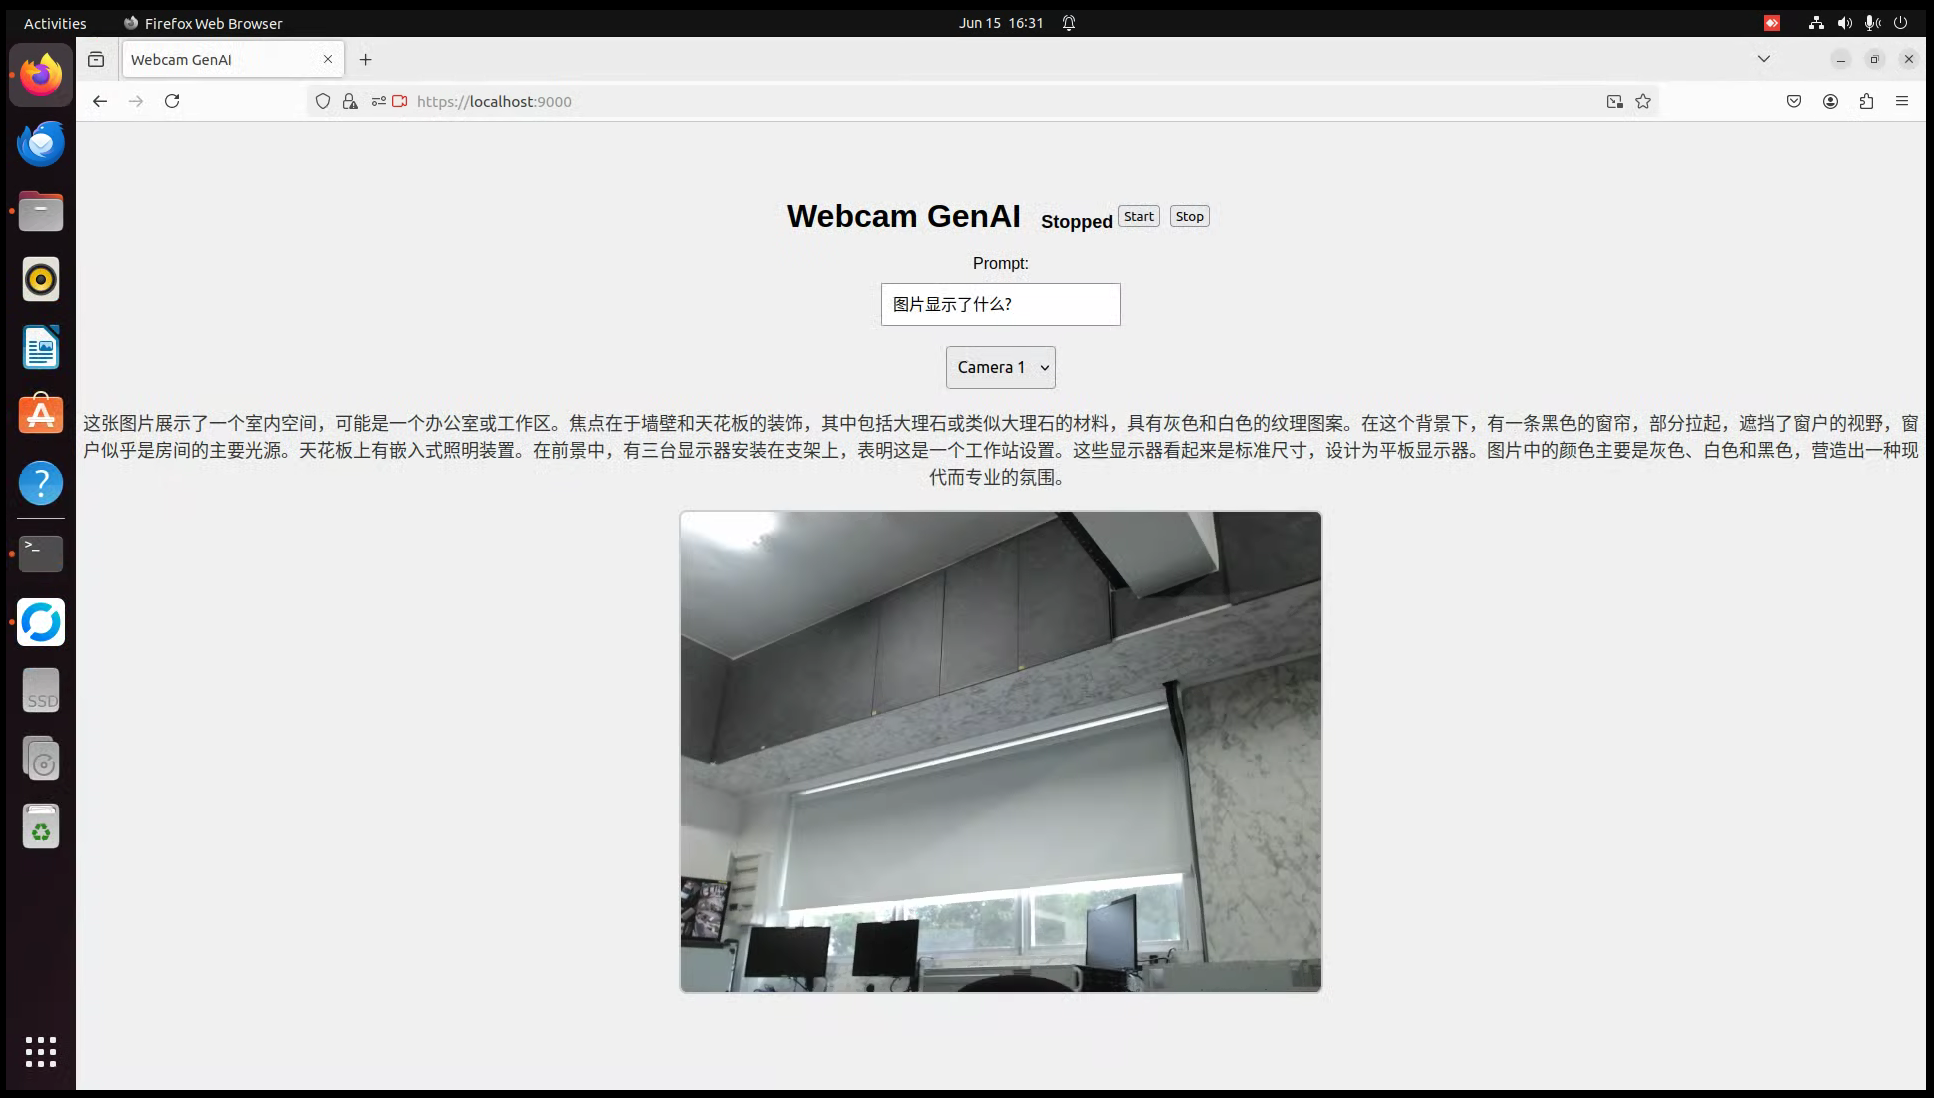 Activities
Firefox Web Browser
Jun 15 16:31
Webcam GenAI
https://localhost:9000
Webcam GenAI Stopped Start Stop
Prompt:
图片显示了什么?
Camera 1
这张图片展示了一个室内空间，可能是一个办公室或工作区。焦点在于墙壁和天花板的装饰，其中包括大理石或类似大理石的材料，具有灰色和白色的纹理图案。在这个背景下，有一条黑色的窗帘，部分拉起，遮挡了窗户的视野，窗
户似乎是房间的主要光源。天花板上有嵌入式照明装置。在前景中，有三台显示器安装在支架上，表明这是一个工作站设置。这些显示器看起来是标准尺寸，设计为平板显示器。图片中的颜色主要是灰色、白色和黑色，营造出一种现
代而专业的氛围。
SSD